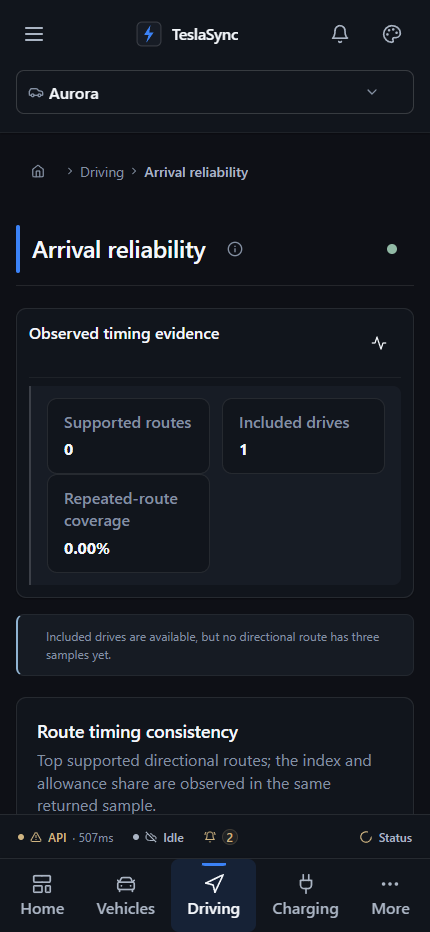 TeslaSync
Aurora
Driving
Arrival reliability
Arrival reliability
Observed timing evidence
Supported routes
0
Included drives
1
Repeated-route
coverage
0.00%
Included drives are available, but no directional route has three
samples yet.
Route timing consistency
Top supported directional routes; the index and
allowance share are observed in the same
returned sample.
API · 507ms
Idle
2
Status
Home
Vehicles
Driving
Charging
More